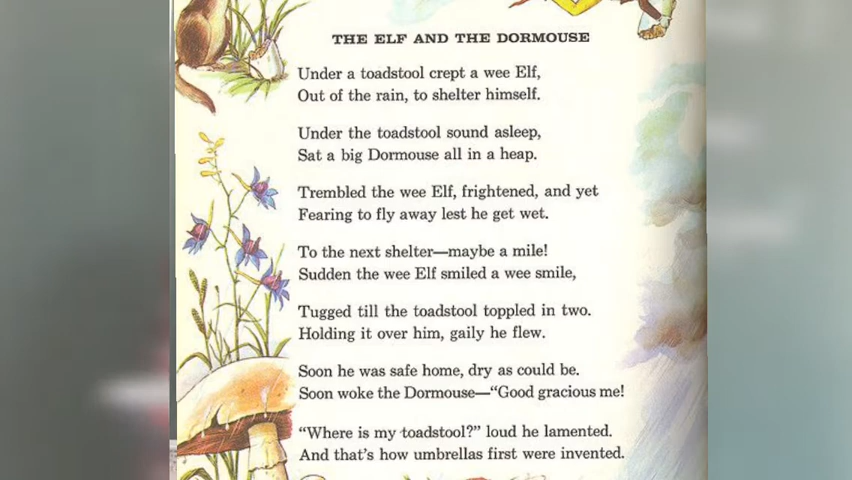 THE ELF AND THE DORMOUSE
Under a toadstool crept a wee Elf,
Out of the rain, to shelter himself.
Under the toadstool sound asleep,
Sat a big Dormouse all in a heap.
Trembled the wee Elf, frightened, and yet
Fearing to fly away lest he get wet.
To the next shelter—maybe a mile!
Sudden the wee Elf smiled a wee smile,
Tugged till the toadstool toppled in two.
Holding it over him, gaily he flew.
Soon he was safe home, dry as could be.
Soon woke the Dormouse—“Good gracious me!
“Where is my toadstool?” loud he lamented.
And that’s how umbrellas first were invented.